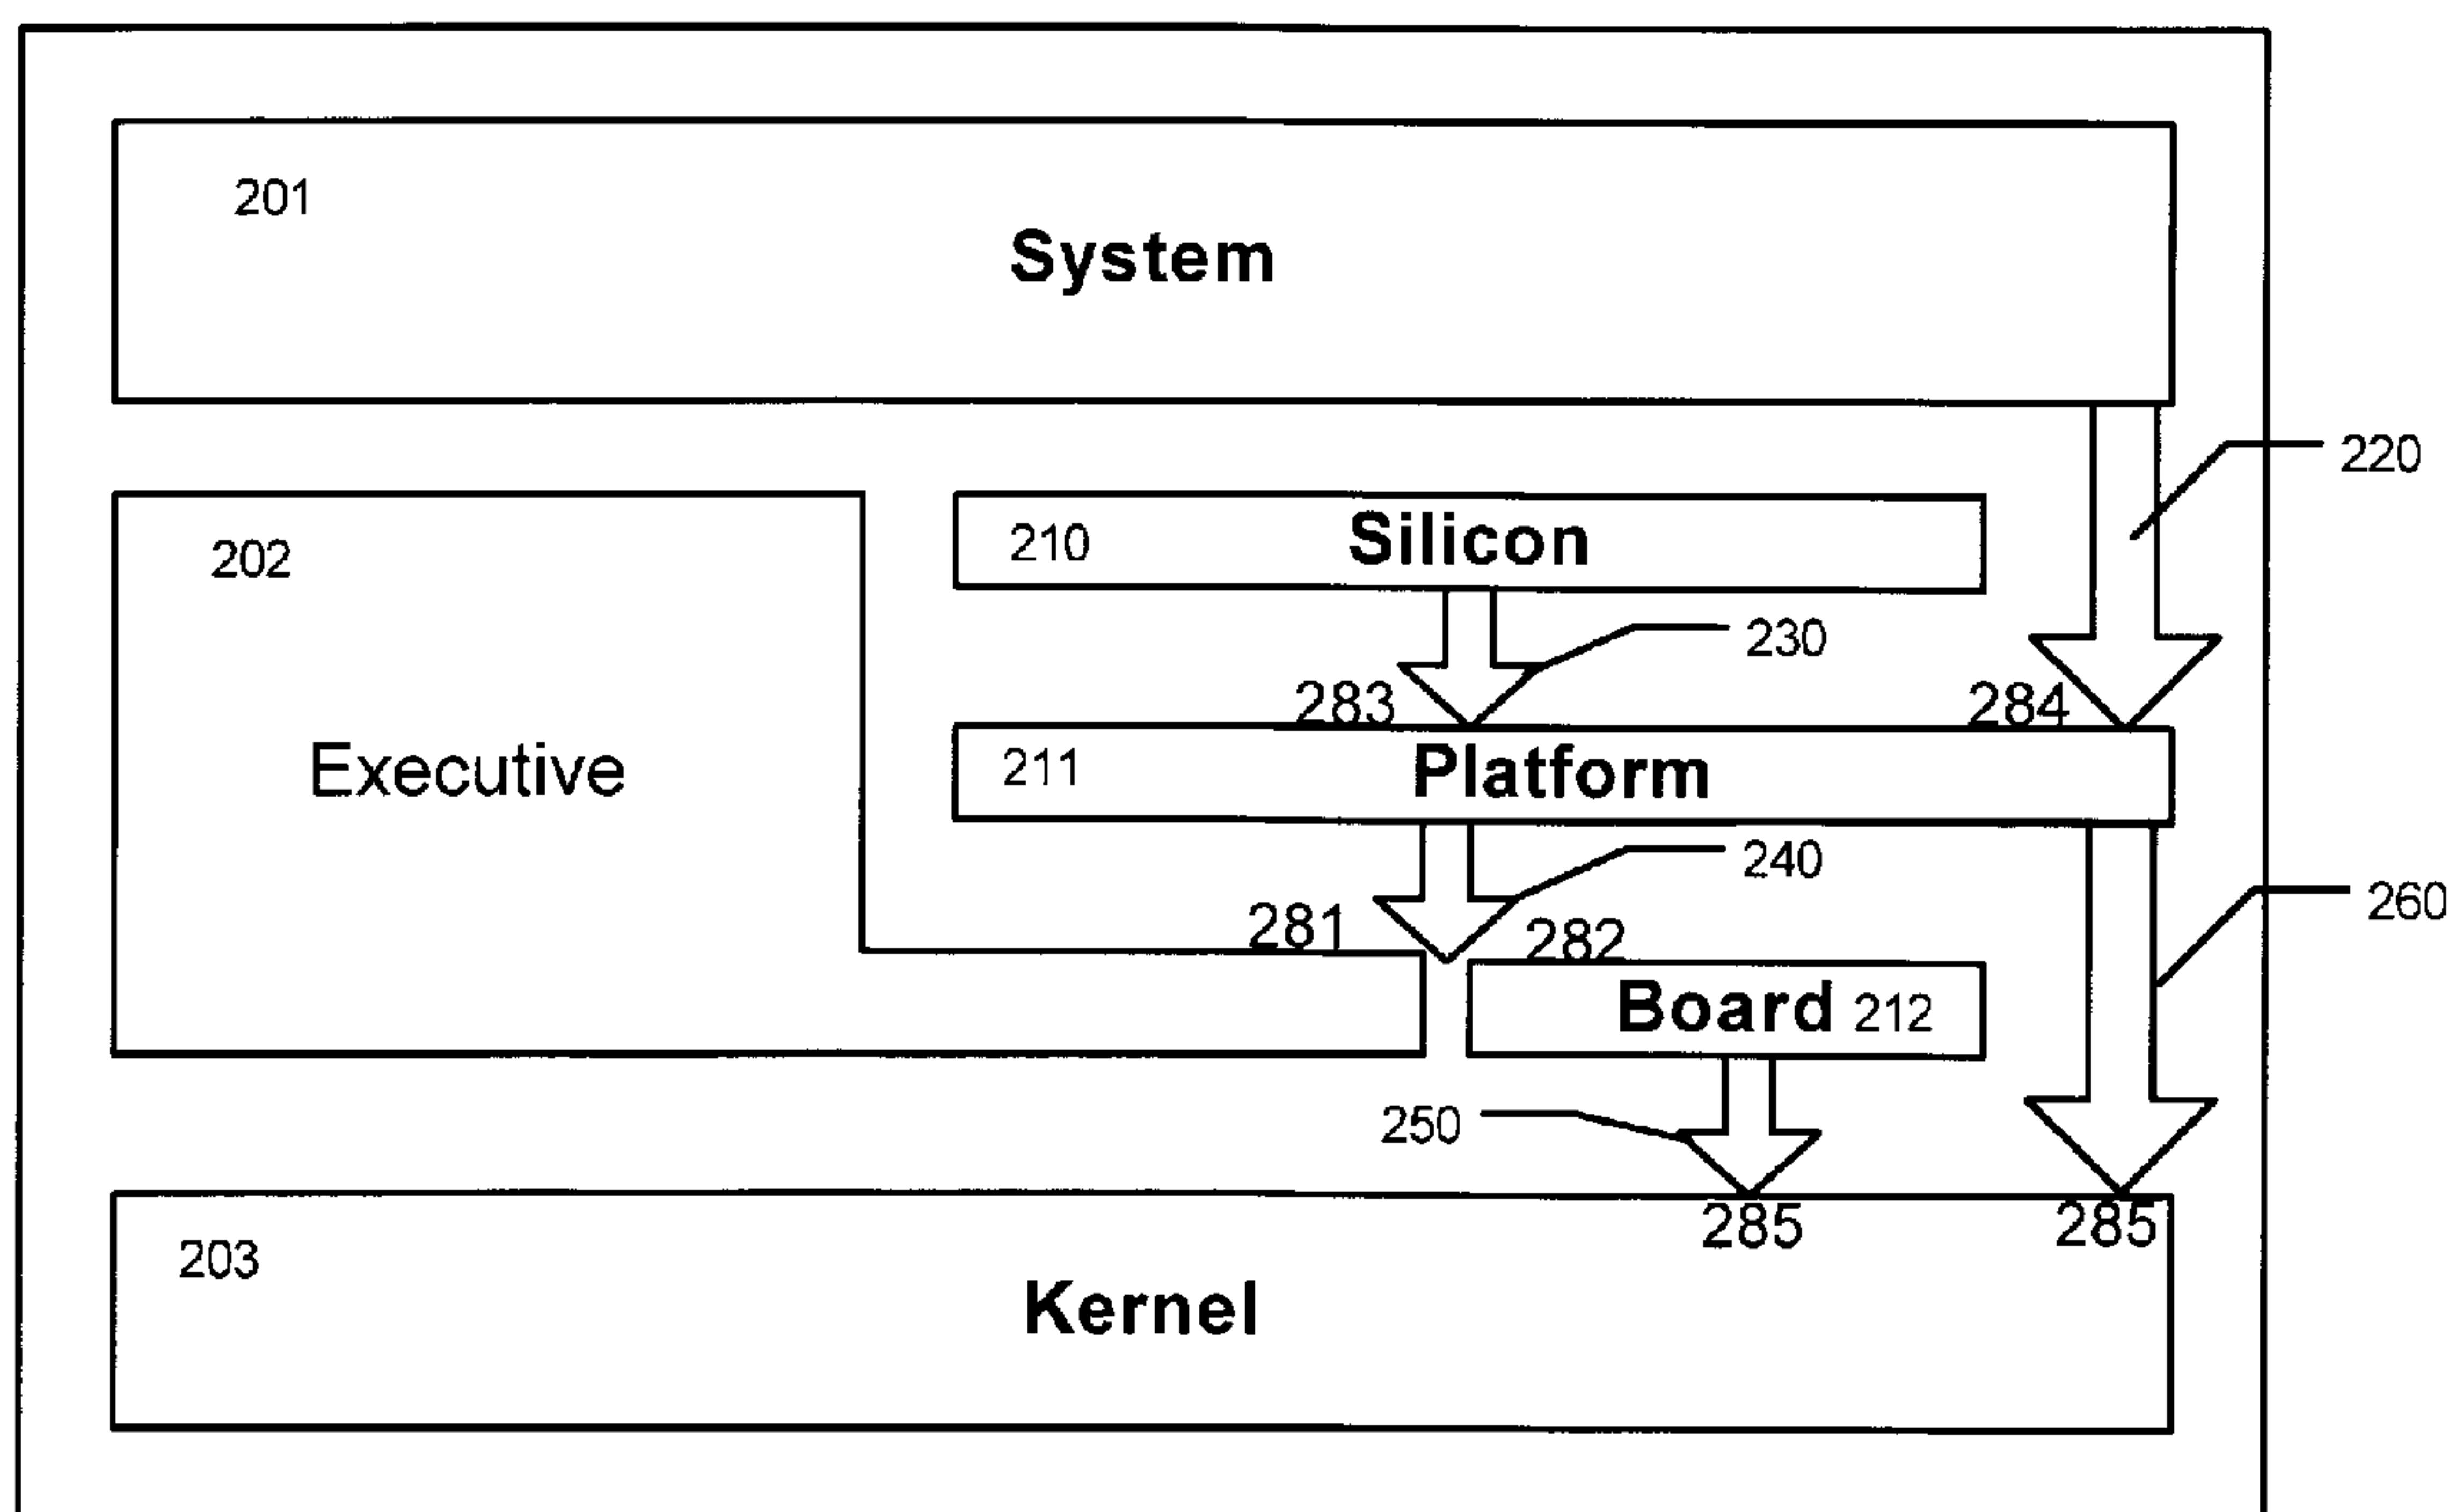 201
System
220
202
210 Silicon
230
283 284
Executive
211 Platform
240
260
281 282
Board 212
250
285 285
203
Kernel